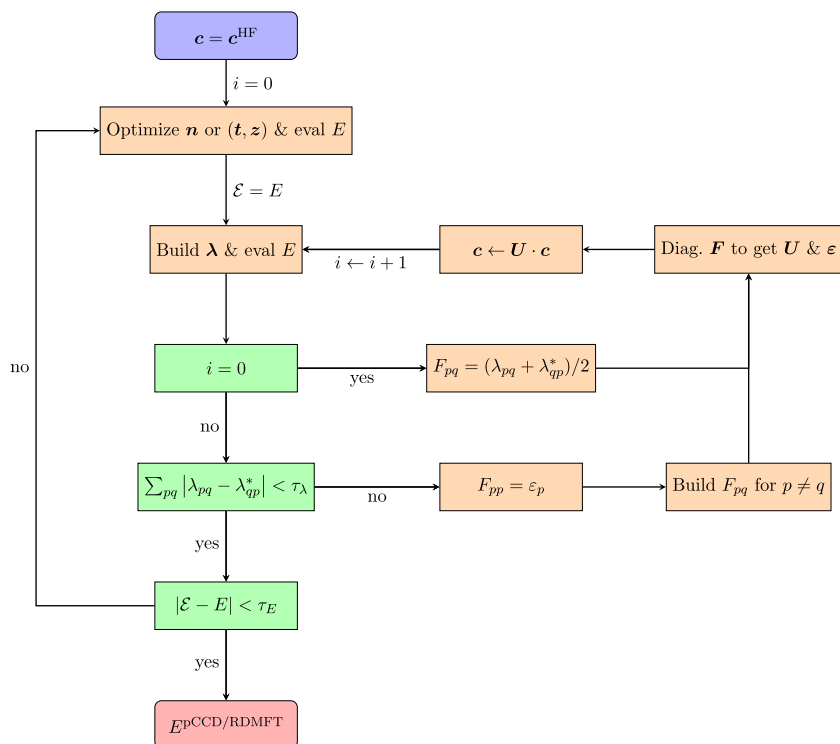 𝒄 = 𝒄^HF
i = 0
Optimize 𝒏 or (𝒕, 𝒛) & eval E
ℰ = E
Build 𝝀 & eval E
i ← i + 1
𝒄 ← 𝑼 · 𝒄
Diag. 𝑭 to get 𝑼 & 𝜺
i = 0
yes
F_pq = (λ_pq + λ*_qp)/2
no
no
∑_pq |λ_pq − λ*_qp| < τ_λ
no
F_pp = ε_p
Build F_pq for p ≠ q
yes
|ℰ − E| < τ_E
yes
E^pCCD/RDMFT